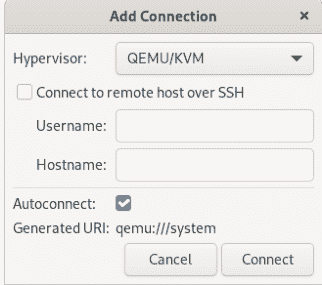 Add Connection
Hypervisor: QEMU/KVM
Connect to remote host over SSH
Username:
Hostname:
Autoconnect:
Generated URI: qemu:///system
Cancel Connect